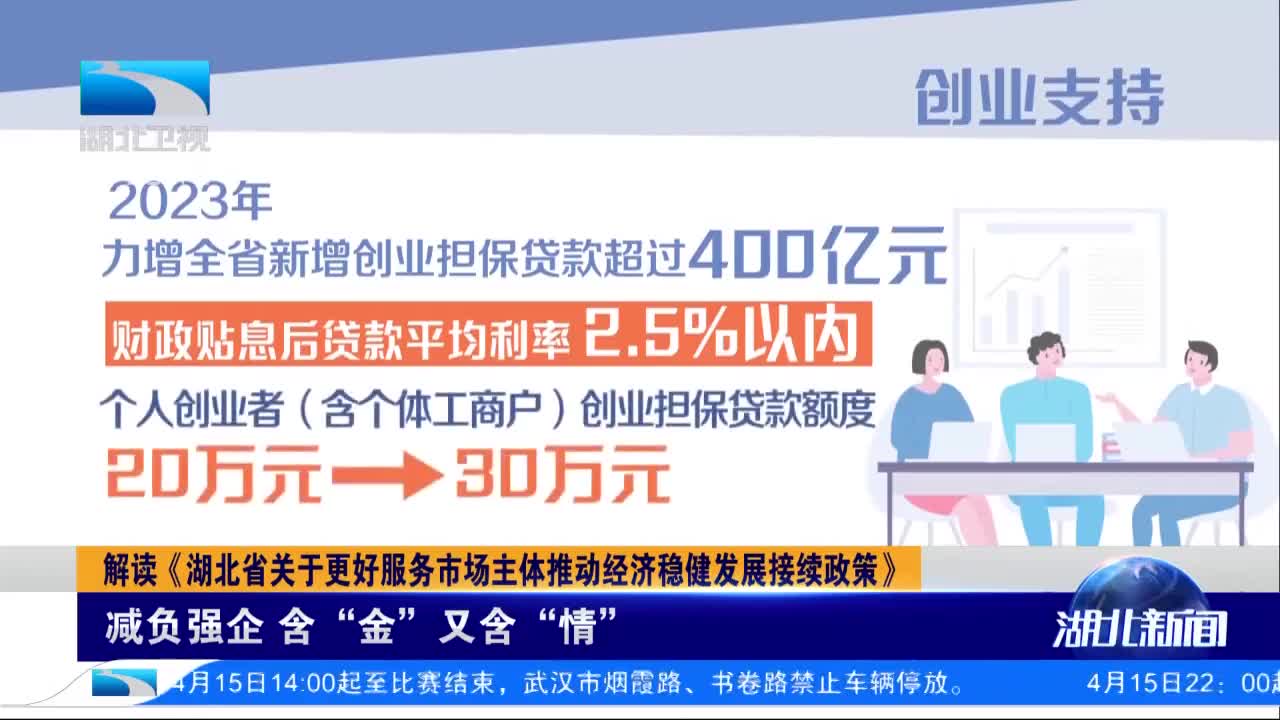 创业支持
湖北卫视
2023年
力增全省新增创业担保贷款超过400亿元
财政贴息后贷款平均利率2.5%以内
个人创业者（含个体工商户）创业担保贷款额度
20万元→30万元
解读《湖北省关于更好服务市场主体推动经济稳健发展接续政策》
减负强企 含“金”又含“情”
湖北新闻
4月15日14:00起至比赛结束，武汉市烟霞路、书卷路禁止车辆停放。 4月15日22：00起